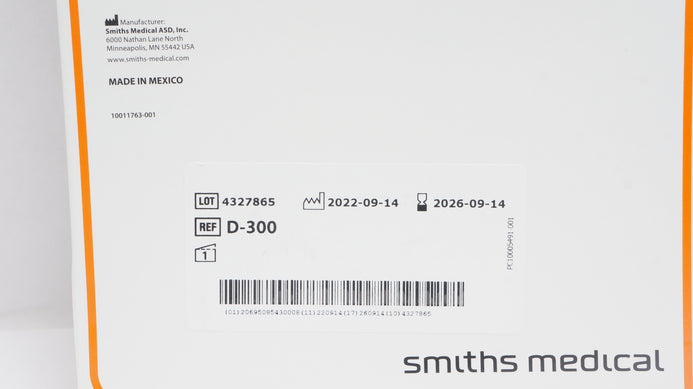 Manufacturer:
Smiths Medical ASD, Inc.
6000 Nathan Lane North
Minneapolis, MN 55442 USA
www.smiths-medical.com
MADE IN MEXICO
10011763-001
LOT 4327865 2022-09-14 2026-09-14
REF D-300
1
PC10005491-001
(01)20695085430008(11)220914(17)260914(10)4327865
smiths medical